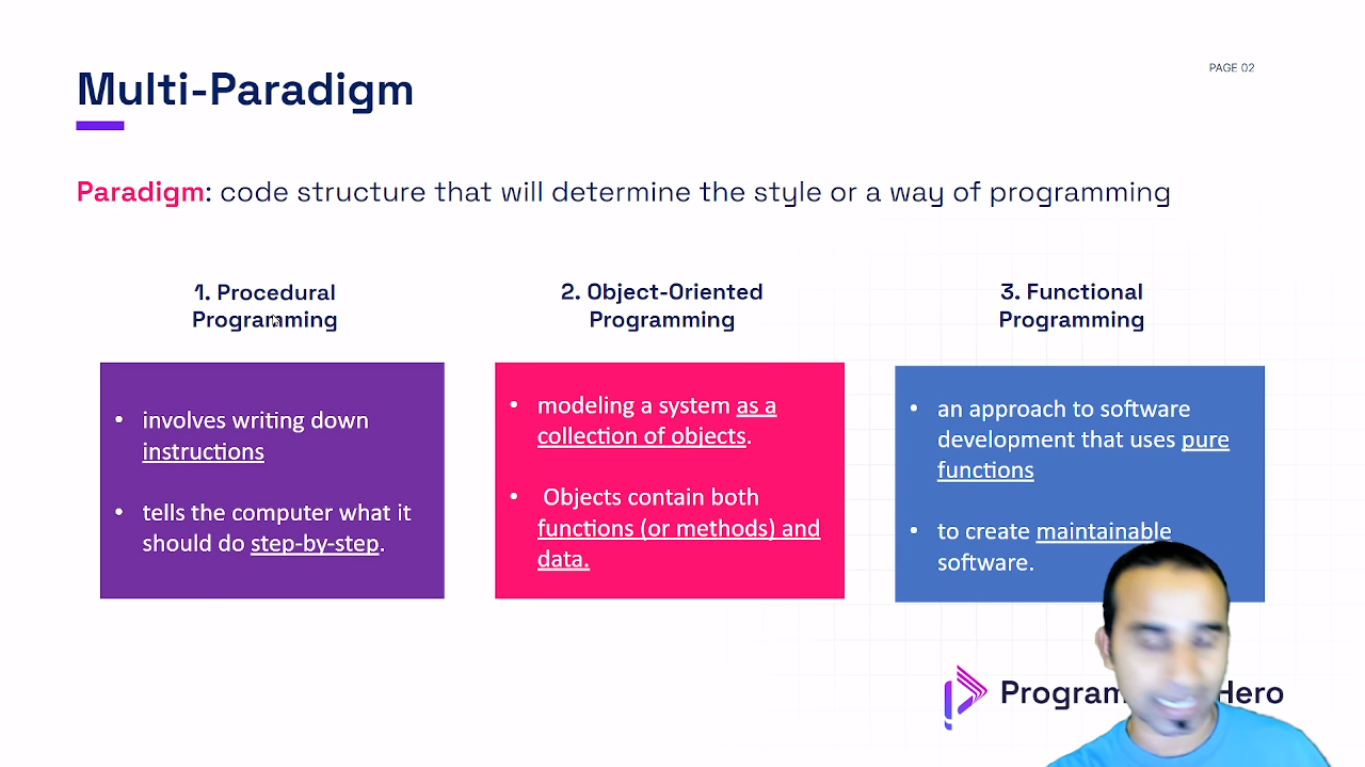 PAGE 02
Multi-Paradigm
Paradigm: code structure that will determine the style or a way of programming
1. Procedural
Programming
• involves writing down
instructions
• tells the computer what it
should do step-by-step.
2. Object-Oriented
Programming
• modeling a system as a
collection of objects.
• Objects contain both
functions (or methods) and
data.
3. Functional
Programming
• an approach to software
development that uses pure
functions
• to create maintainable
software.
Hero